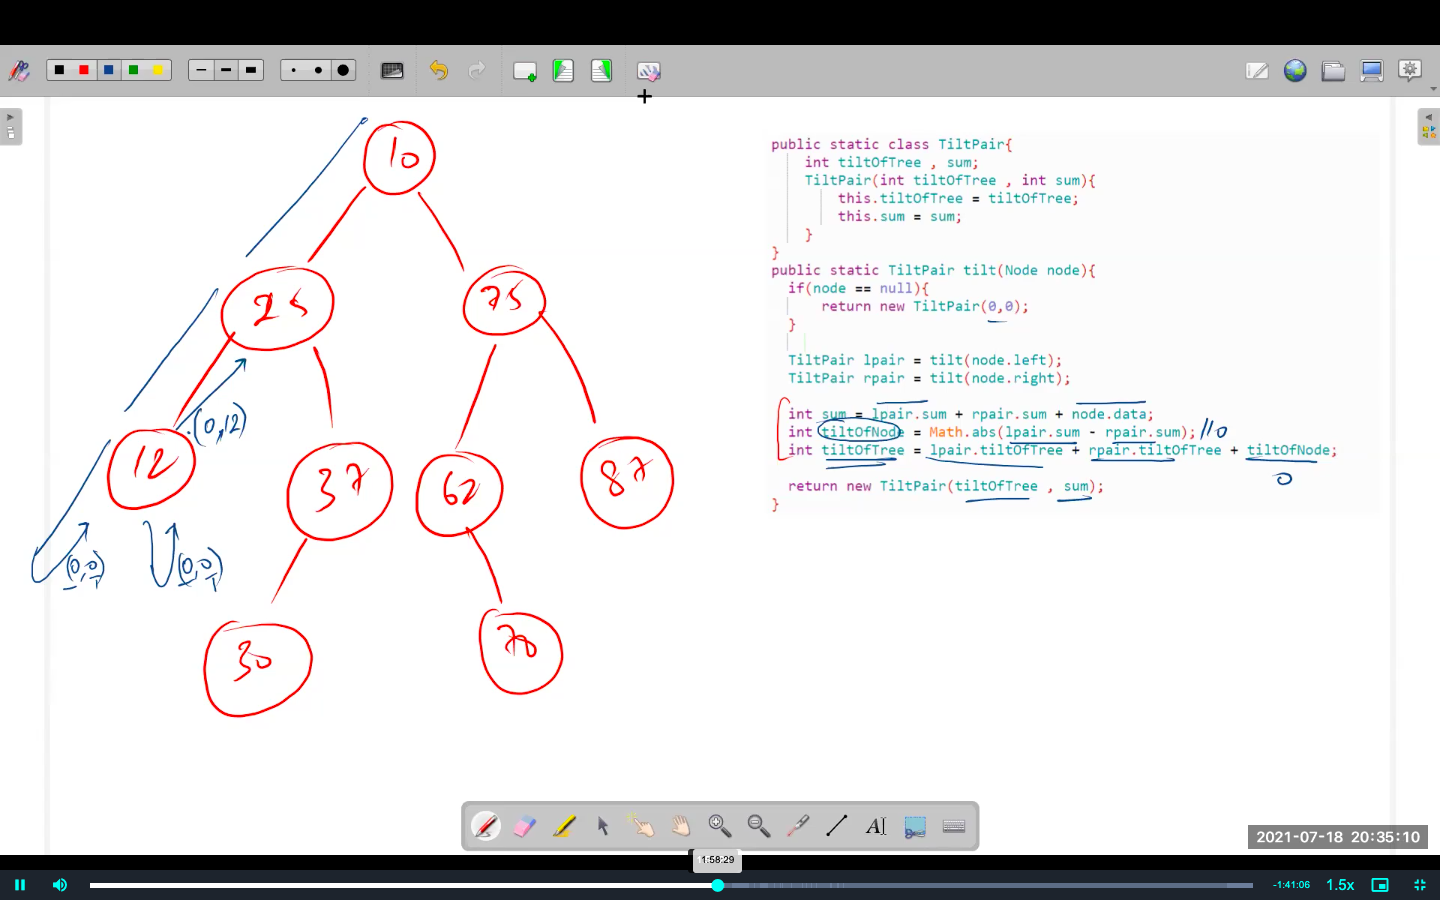 10
25
75
(0,12)
12
37
62
87
(0,0)
(0,0)
30
70
public static class TiltPair{
int tiltOfTree , sum;
TiltPair(int tiltOfTree , int sum){
this.tiltOfTree = tiltOfTree;
this.sum = sum;
}
}
public static TiltPair tilt(Node node){
if(node == null){
return new TiltPair(0,0);
}
TiltPair lpair = tilt(node.left);
TiltPair rpair = tilt(node.right);
int sum = lpair.sum + rpair.sum + node.data;
int tiltOfNode = Math.abs(lpair.sum - rpair.sum); //0
int tiltOfTree = lpair.tiltOfTree + rpair.tiltOfTree + tiltOfNode;
0
return new TiltPair(tiltOfTree , sum);
}
2021-07-18 20:35:10
1:58:29
-1:41:06
1.5x